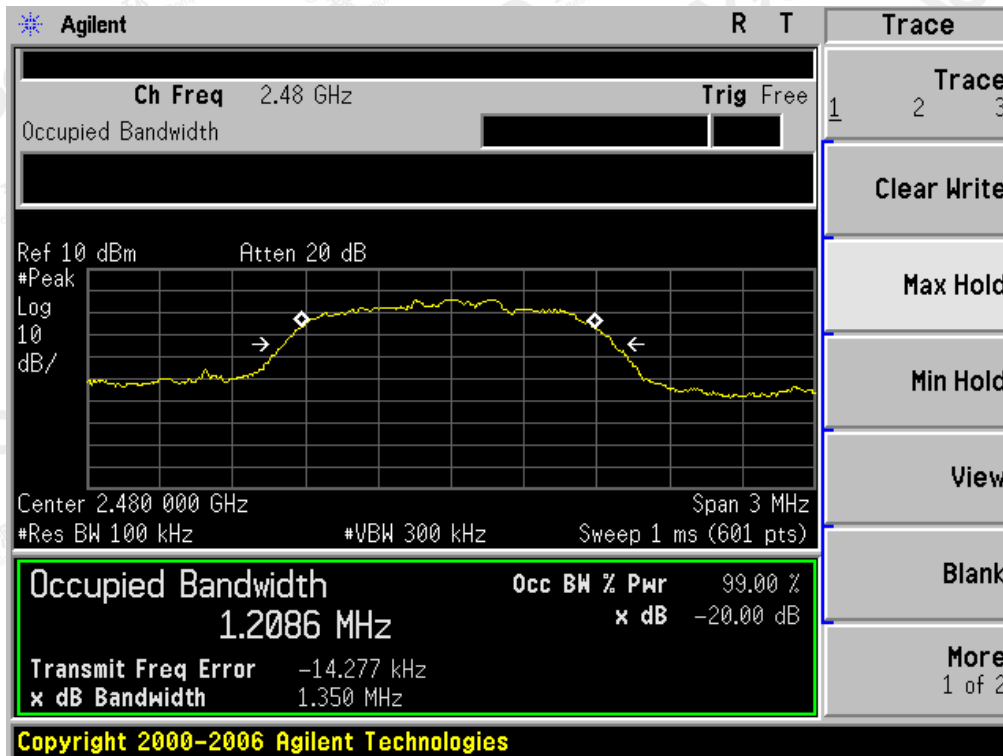 Agilent
R T
Trace
Ch Freq 2.48 GHz
Trig Free
Occupied Bandwidth
Trace
1 2 3
Clear Write
Max Hold
Min Hold
View
Blank
More
1 of 2
Ref 10 dBm Atten 20 dB
#Peak
Log
10
dB/
Center 2.480 000 GHz Span 3 MHz
#Res BW 100 kHz #VBW 300 kHz Sweep 1 ms (601 pts)
Occupied Bandwidth
1.2086 MHz
Occ BW % Pwr 99.00 %
x dB -20.00 dB
Transmit Freq Error -14.277 kHz
x dB Bandwidth 1.350 MHz
Copyright 2000-2006 Agilent Technologies